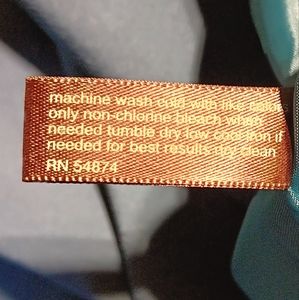 machine wash cold with like colors
only non-chlorine bleach when
needed tumble dry low cool iron if
needed for best results dry clean
RN 54874